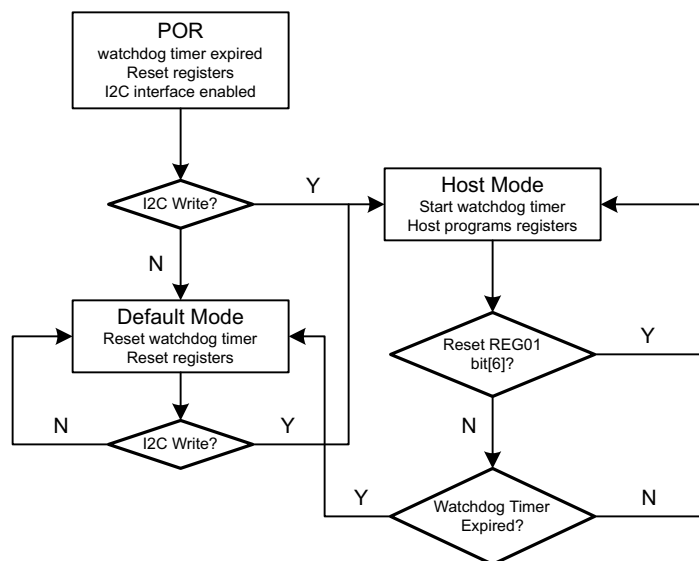 POR
watchdog timer expired
Reset registers
I2C interface enabled
I2C Write?
Y
N
Host Mode
Start watchdog timer
Host programs registers
Default Mode
Reset watchdog timer
Reset registers
Reset REG01
bit[6]?
Y
N
I2C Write?
N
Y
Watchdog Timer
Expired?
Y
N